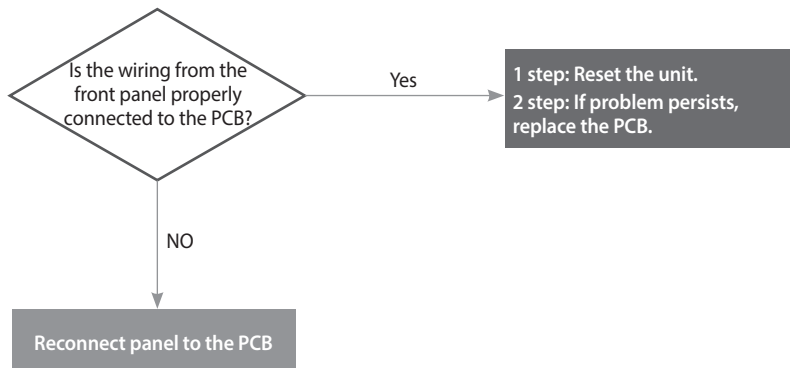 Is the wiring from the
front panel properly
connected to the PCB?
Yes
1 step: Reset the unit.
2 step: If problem persists,
replace the PCB.
NO
Reconnect panel to the PCB